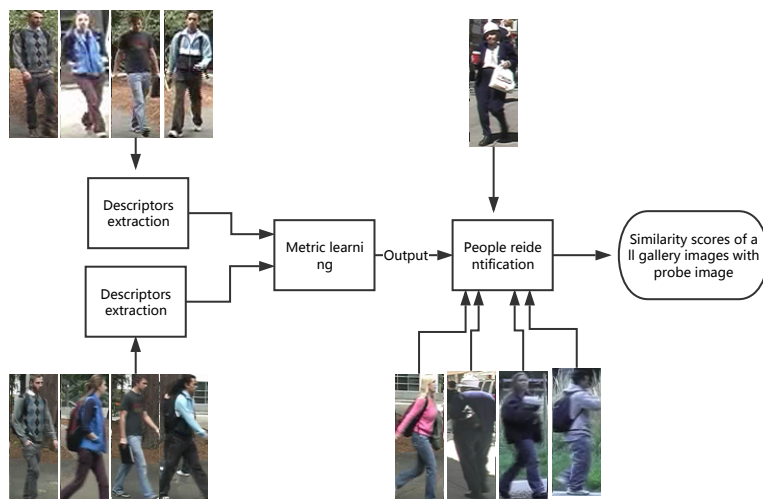 Descriptors
extraction
Descriptors
extraction
Metric learni
ng
Output
People reide
ntification
Similarity scores of a
ll gallery images with
probe image